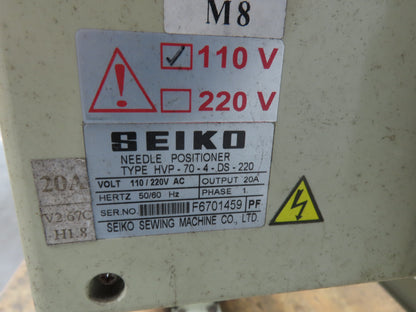 M8
110 V
220 V
SEIKO
NEEDLE POSITIONER
TYPE HVP-70-4-DS-220
VOLT 110/220V AC OUTPUT 20A
HERTZ 50/60 Hz PHASE 1
SER.NO. F6701459 PF
SEIKO SEWING MACHINE CO., LTD.
20A
V2.67C
H1.8